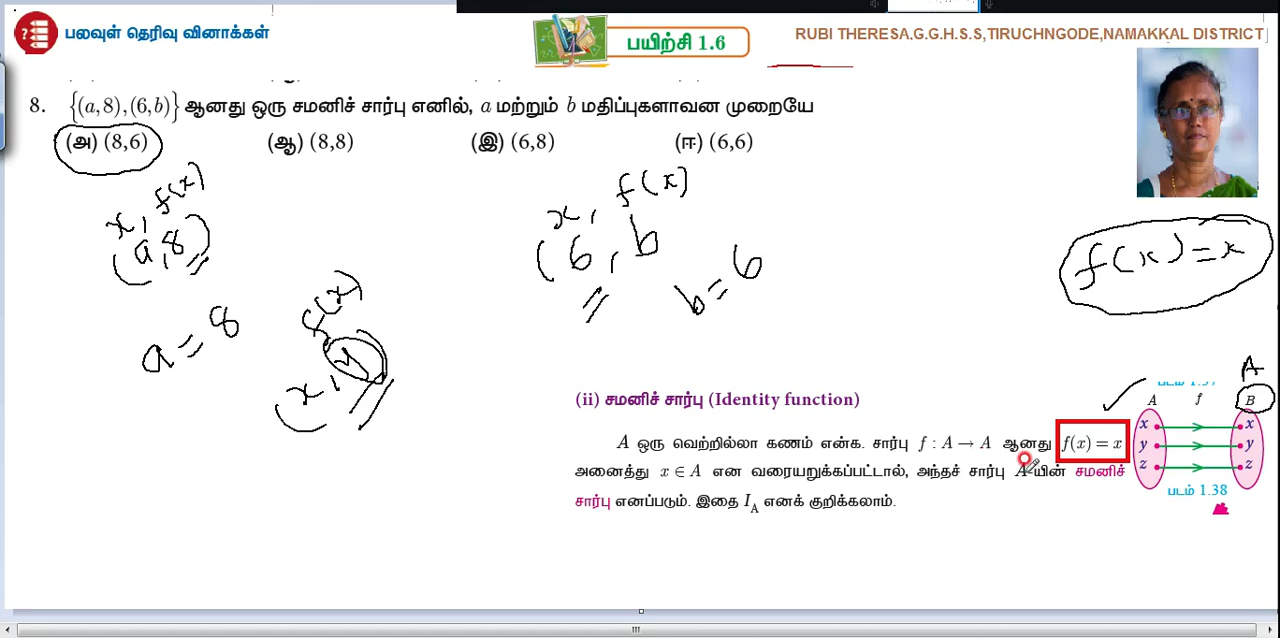 பலவுள் தெரிவு வினாக்கள்
பயிற்சி 1.6
RUBI THERESA.G.G.H.S.S,TIRUCHNGODE,NAMAKKAL DISTRICT
8. {(a,8),(6,b)} ஆனது ஒரு சமனிச் சார்பு எனில், a மற்றும் b மதிப்புகளாவன முறையே
(அ) (8,6) (ஆ) (8,8) (இ) (6,8) (ஈ) (6,6)
x, f(x)
(a,8)
a = 8
f(x)
(x, y)
x, f(x)
(6, b
b = 6
f(x) = x
(ii) சமனிச் சார்பு (Identity function)
A ஒரு வெற்றில்லா கணம் என்க. சார்பு f : A → A ஆனது f(x) = x
அனைத்து x ∈ A என வரையறுக்கப்பட்டால், அந்தச் சார்பு A யின் சமனிச்
சார்பு எனப்படும். இதை I_A எனக் குறிக்கலாம்.
A
A f B
x x
y y
z z
படம் 1.38